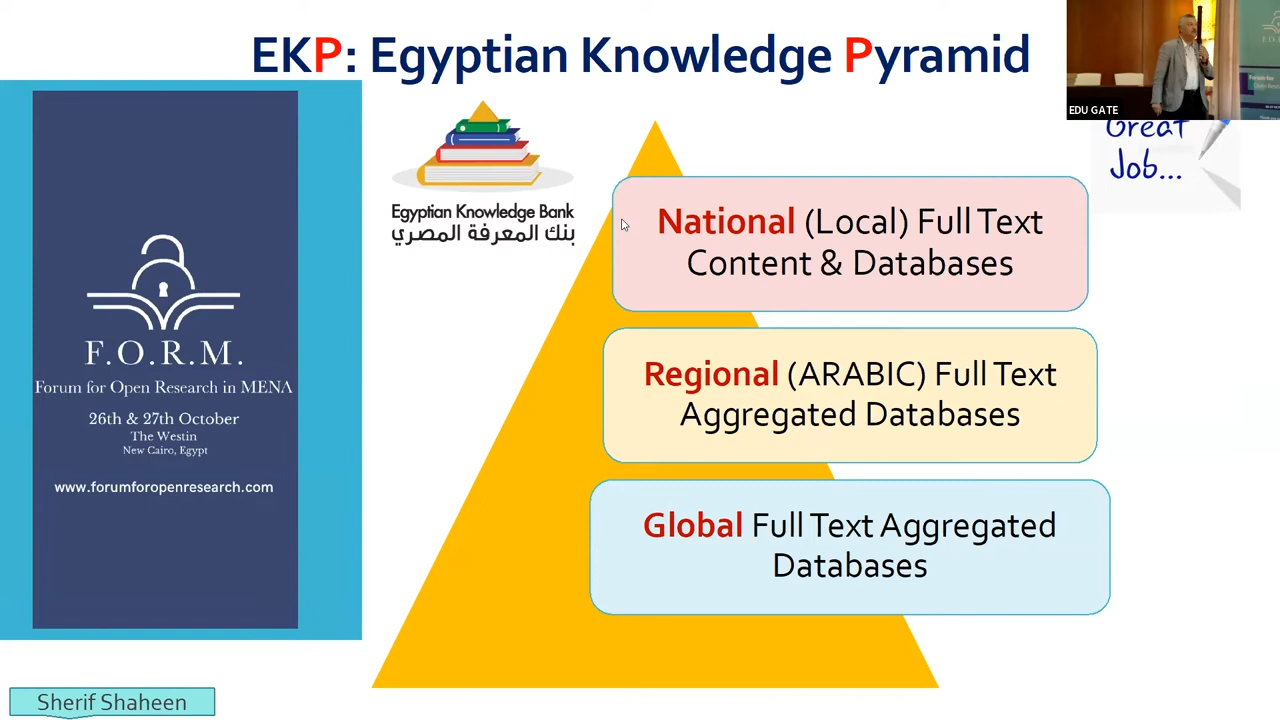 EKP: Egyptian Knowledge Pyramid
EDU GATE
Great
Job...
Egyptian Knowledge Bank
بنك المعرفة المصري
National (Local) Full Text
Content & Databases
Regional (ARABIC) Full Text
Aggregated Databases
Global Full Text Aggregated
Databases
F.O.R.M.
Forum for Open Research in MENA
26th & 27th October
The Westin
New Cairo, Egypt
www.forumforopenresearch.com
Sherif Shaheen